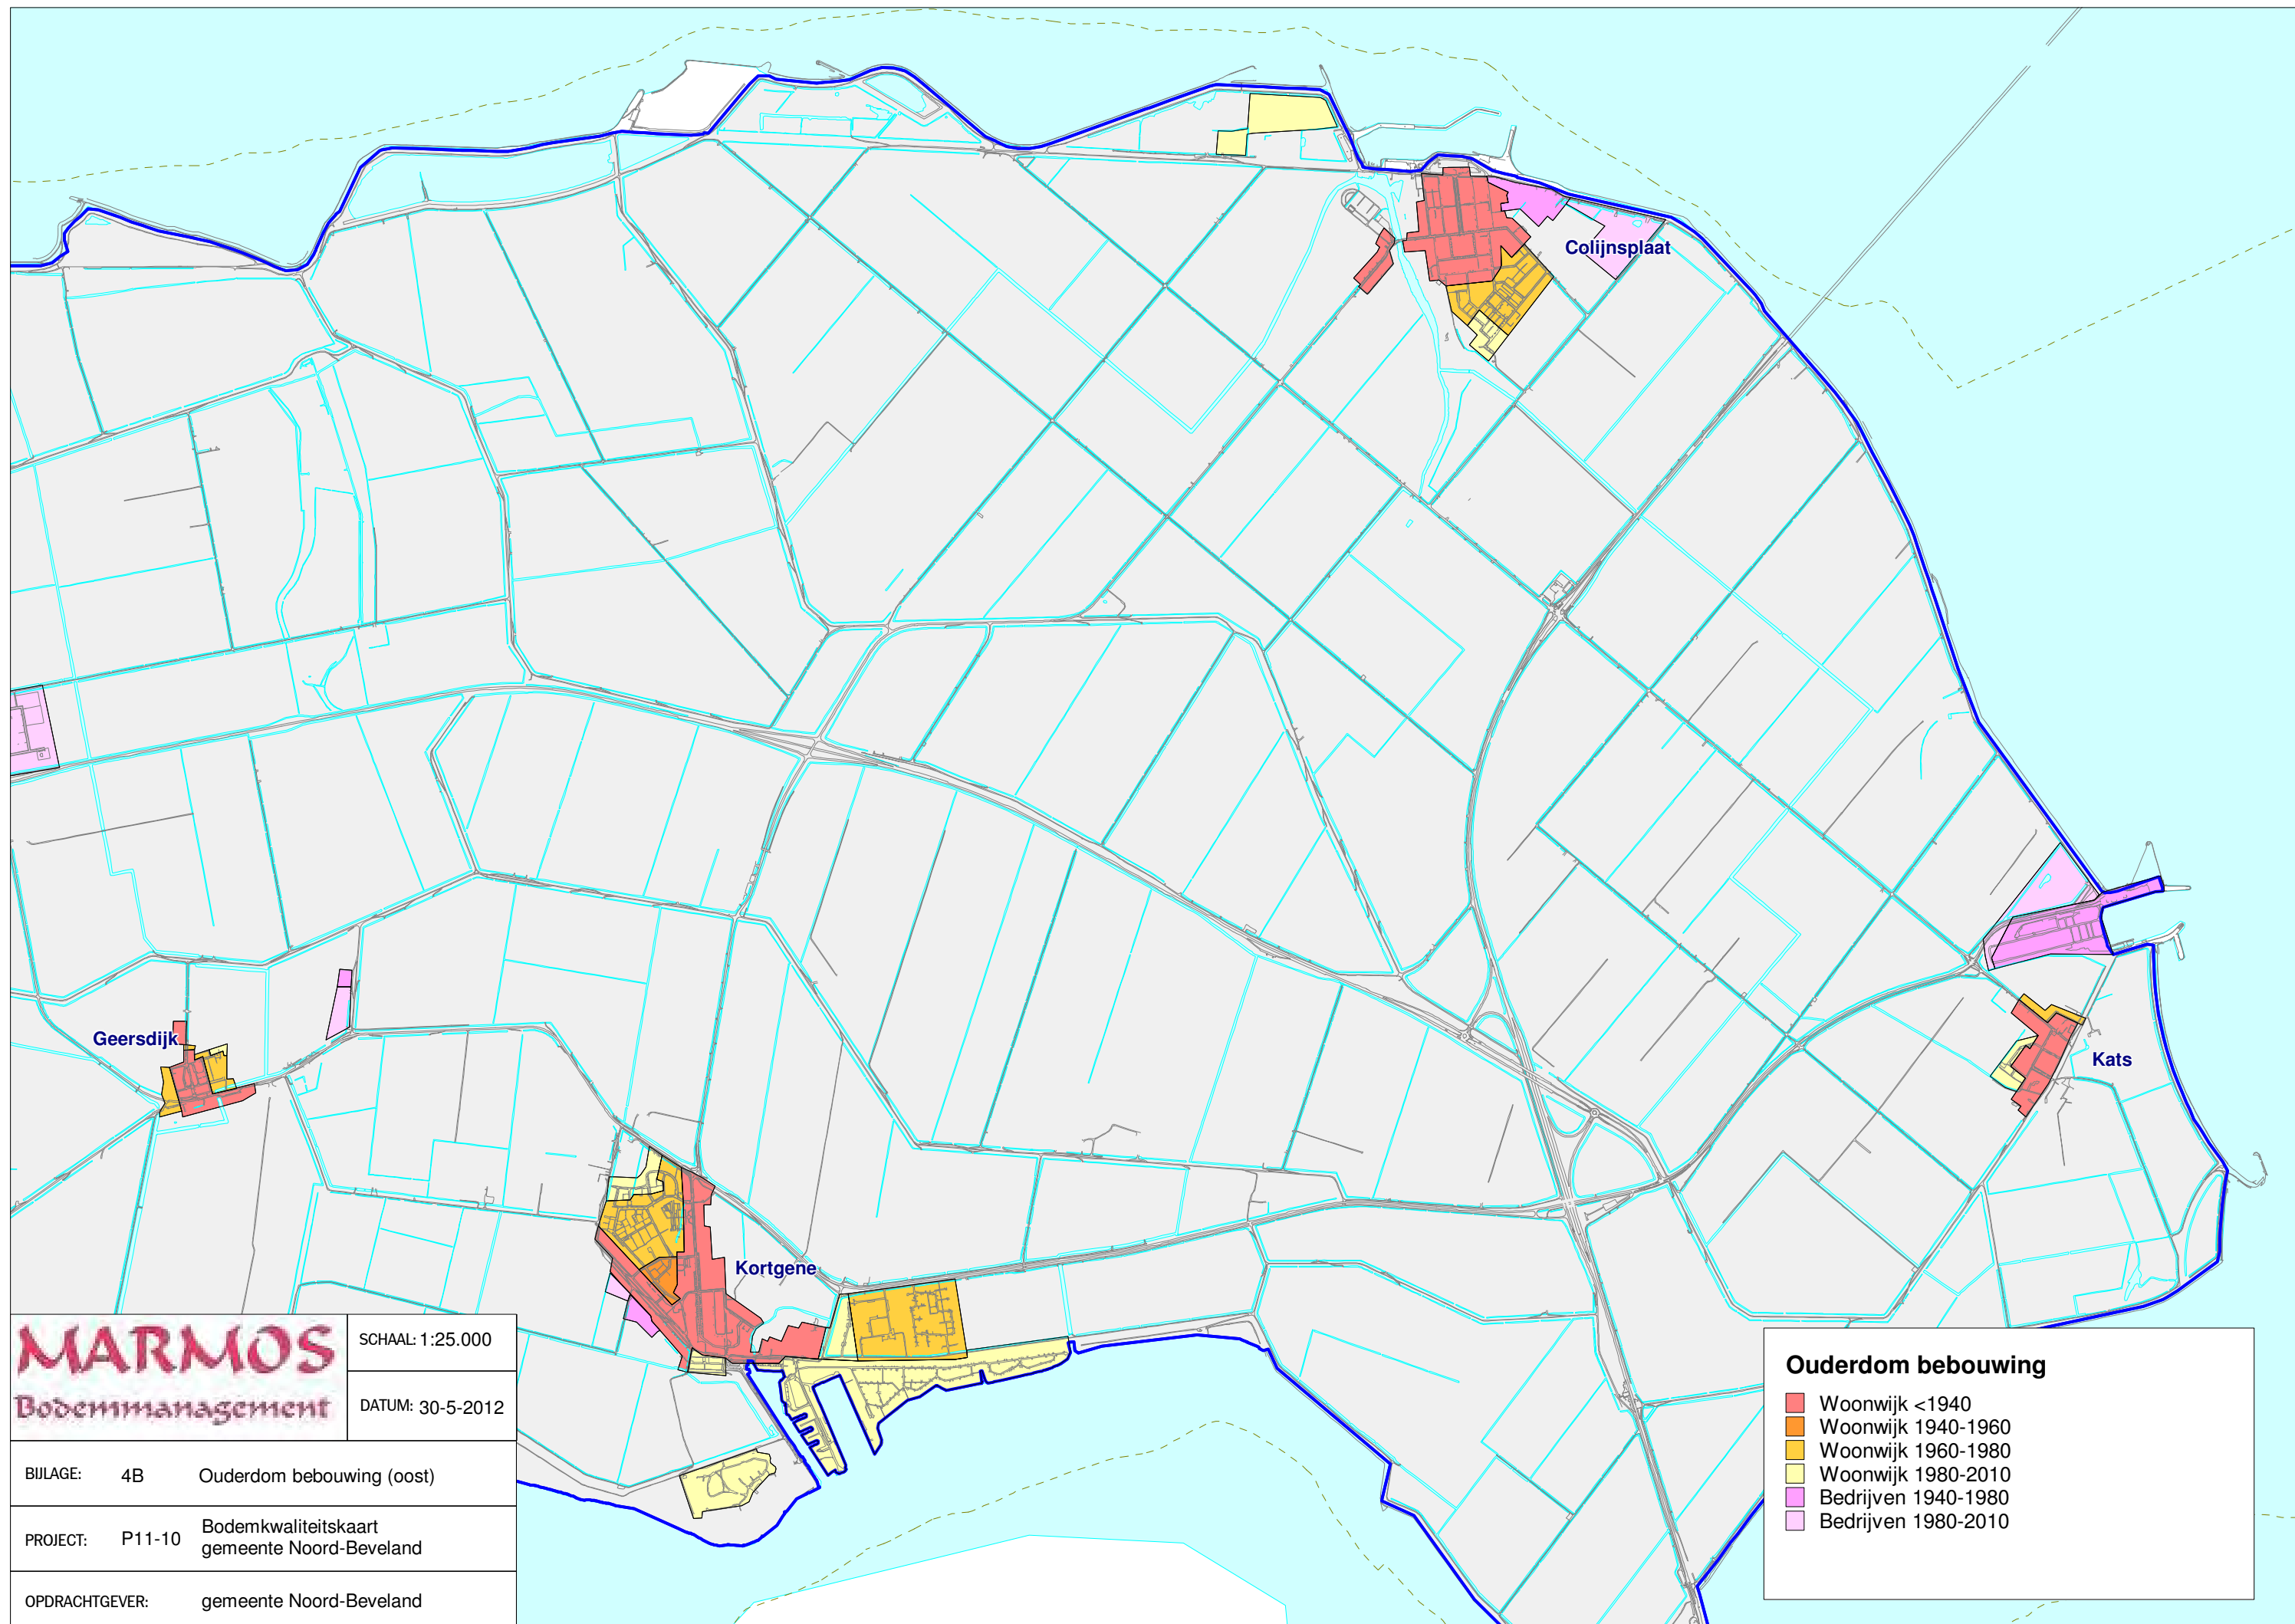 Colijnsplaat
Geersdijk
Kats
Kortgene
MARMOS
Bodemmanagement
SCHAAL: 1:25.000
DATUM: 30-5-2012
BIJLAGE: 4B Ouderdom bebouwing (oost)
PROJECT: P11-10 Bodemkwaliteitskaart
gemeente Noord-Beveland
OPDRACHTGEVER: gemeente Noord-Beveland
Ouderdom bebouwing
Woonwijk <1940
Woonwijk 1940-1960
Woonwijk 1960-1980
Woonwijk 1980-2010
Bedrijven 1940-1980
Bedrijven 1980-2010